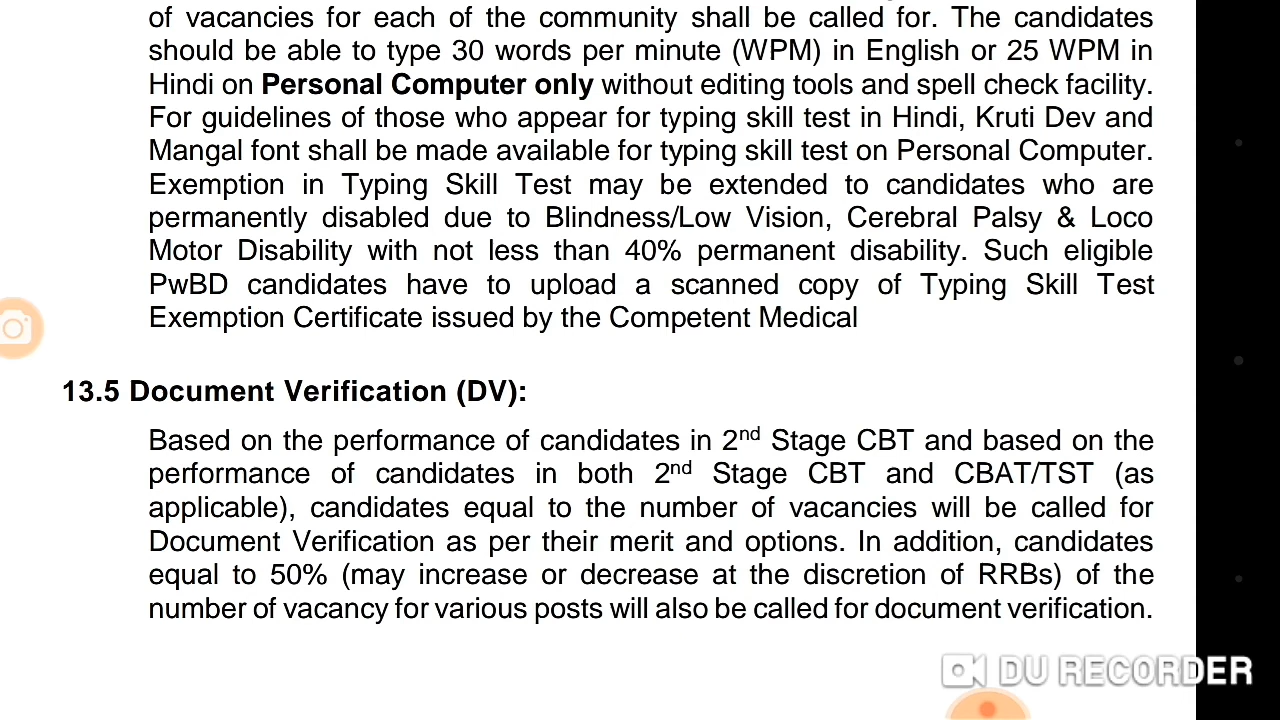 of vacancies for each of the community shall be called for. The candidates
should be able to type 30 words per minute (WPM) in English or 25 WPM in
Hindi on Personal Computer only without editing tools and spell check facility.
For guidelines of those who appear for typing skill test in Hindi, Kruti Dev and
Mangal font shall be made available for typing skill test on Personal Computer.
Exemption in Typing Skill Test may be extended to candidates who are
permanently disabled due to Blindness/Low Vision, Cerebral Palsy & Loco
Motor Disability with not less than 40% permanent disability. Such eligible
PwBD candidates have to upload a scanned copy of Typing Skill Test
Exemption Certificate issued by the Competent Medical
13.5 Document Verification (DV):
Based on the performance of candidates in 2nd Stage CBT and based on the
performance of candidates in both 2nd Stage CBT and CBAT/TST (as
applicable), candidates equal to the number of vacancies will be called for
Document Verification as per their merit and options. In addition, candidates
equal to 50% (may increase or decrease at the discretion of RRBs) of the
number of vacancy for various posts will also be called for document verification.
DU RECORDER